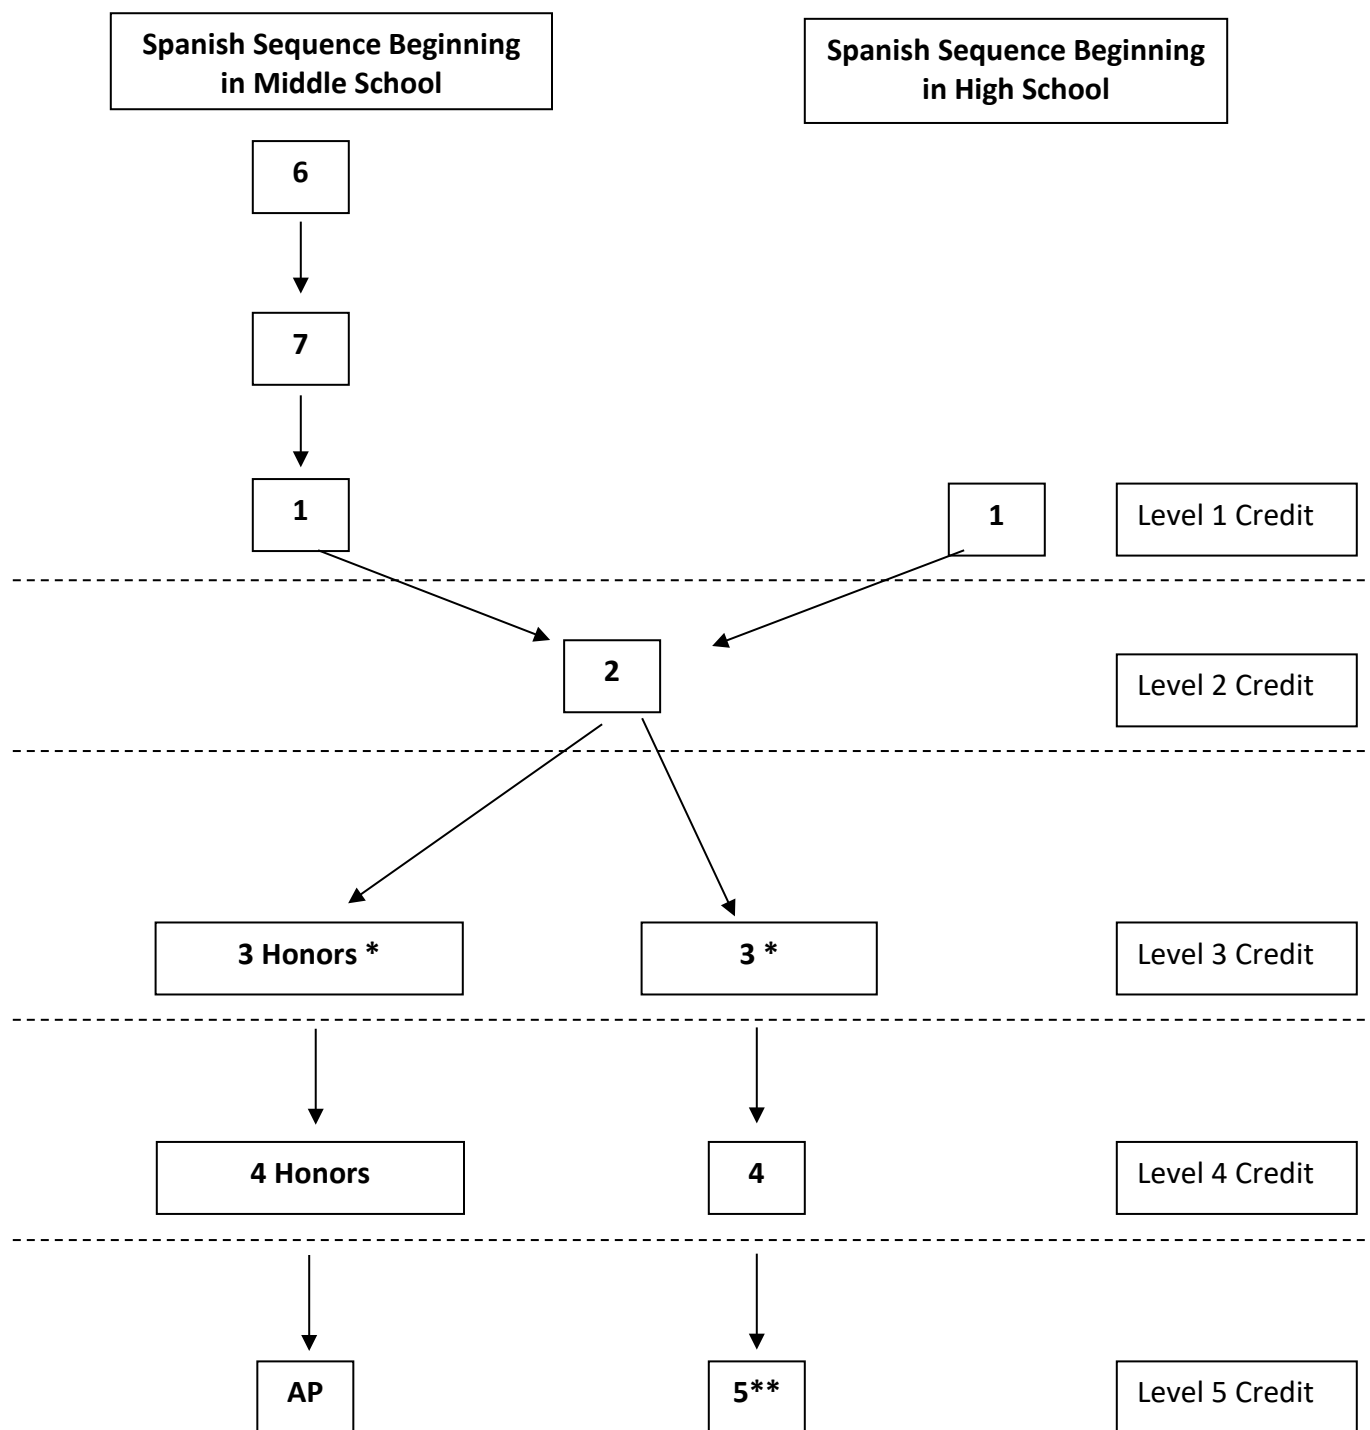 Spanish Sequence Beginning
in Middle School
Spanish Sequence Beginning
in High School
6
7
1
1
Level 1 Credit
2
Level 2 Credit
3 Honors *
3 *
Level 3 Credit
4 Honors
4
Level 4 Credit
AP
5**
Level 5 Credit